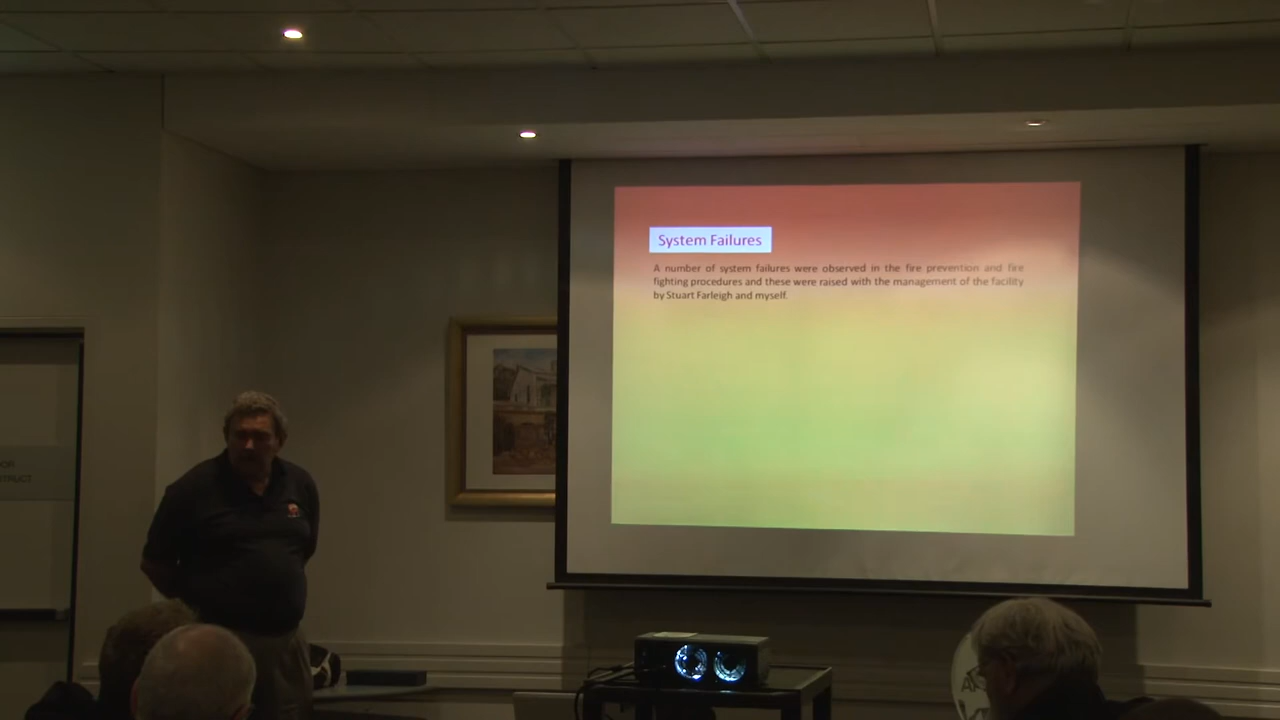 System Failures
A number of system failures were observed in the fire prevention and fire
fighting procedures and these were raised with the management of the facility
by Stuart Farleigh and myself.